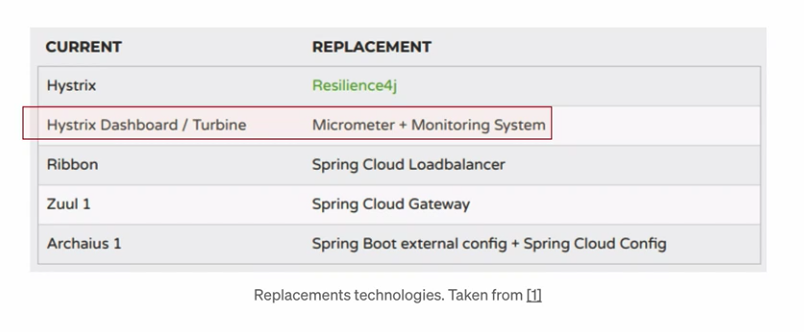 CURRENT REPLACEMENT
Hystrix Resilience4j
Hystrix Dashboard / Turbine Micrometer + Monitoring System
Ribbon Spring Cloud Loadbalancer
Zuul 1 Spring Cloud Gateway
Archaius 1 Spring Boot external config + Spring Cloud Config
Replacements technologies. Taken from [1]